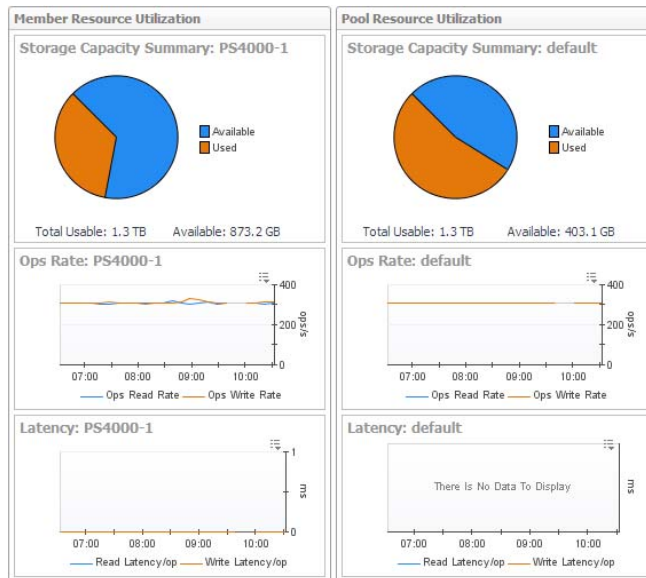 Member Resource Utilization
Storage Capacity Summary: PS4000-1
Available
Used
Total Usable: 1.3 TB Available: 873.2 GB
Ops Rate: PS4000-1
400
200
0
ops/s
07:00 08:00 09:00 10:00
Ops Read Rate Ops Write Rate
Latency: PS4000-1
1
0
ms
07:00 08:00 09:00 10:00
Read Latency/op Write Latency/op
Pool Resource Utilization
Storage Capacity Summary: default
Available
Used
Total Usable: 1.3 TB Available: 403.1 GB
Ops Rate: default
400
200
0
ops/s
07:00 08:00 09:00 10:00
Ops Read Rate Ops Write Rate
Latency: default
There Is No Data To Display
ms
07:00 08:00 09:00 10:00
Read Latency/op Write Latency/op